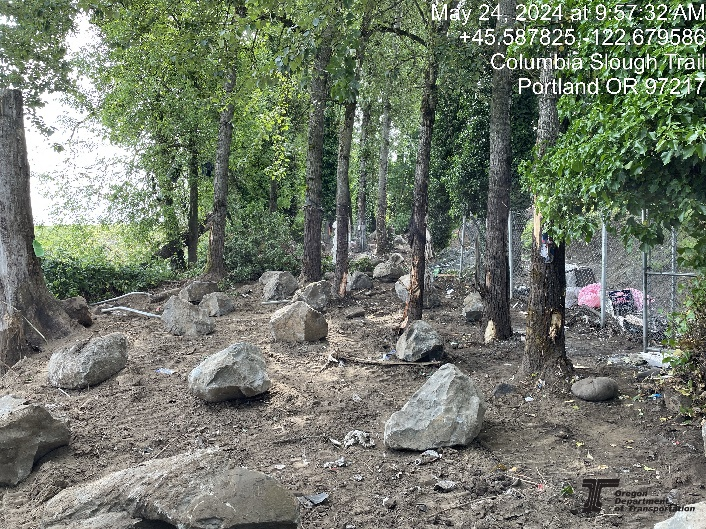 May 24, 2024 at 9:57:32 AM
+45.587825,-122.679586
Columbia Slough Trail
Portland OR 97217
Oregon
Department
of Transportation